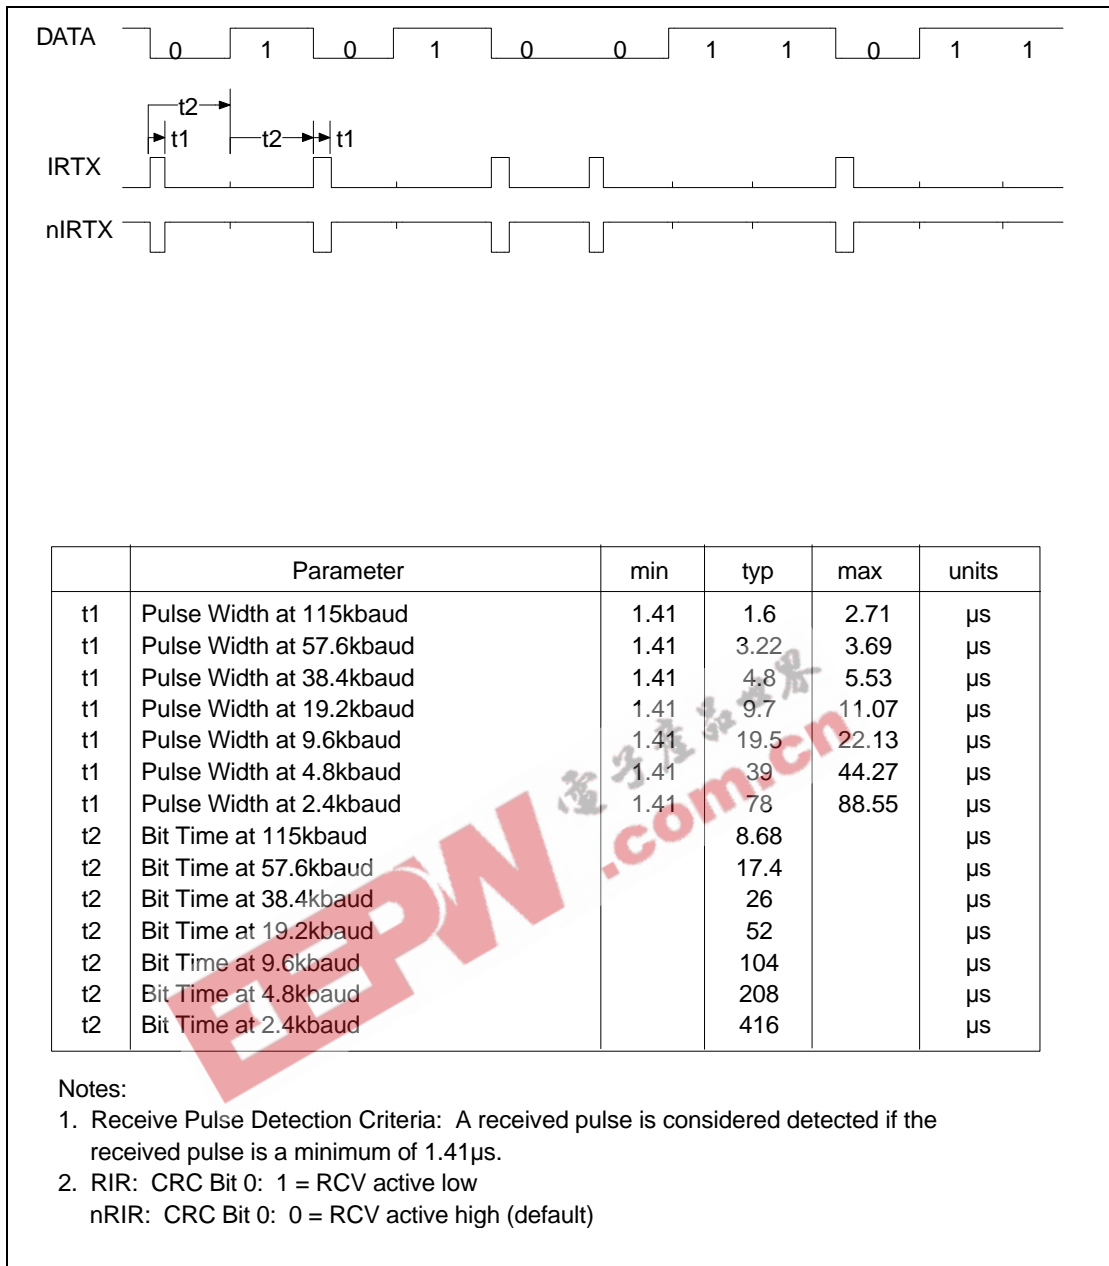 DATA 0 1 0 1 0 0 1 1 0 1 1
t2
t1 t2 t1
IRTX
nIRTX
Parameter min typ max units
t1 Pulse Width at 115kbaud 1.41 1.6 2.71 µs
t1 Pulse Width at 57.6kbaud 1.41 3.22 3.69 µs
t1 Pulse Width at 38.4kbaud 1.41 4.8 5.53 µs
t1 Pulse Width at 19.2kbaud 1.41 9.7 11.07 µs
t1 Pulse Width at 9.6kbaud 1.41 19.5 22.13 µs
t1 Pulse Width at 4.8kbaud 1.41 39 44.27 µs
t1 Pulse Width at 2.4kbaud 1.41 78 88.55 µs
t2 Bit Time at 115kbaud 8.68 µs
t2 Bit Time at 57.6kbaud 17.4 µs
t2 Bit Time at 38.4kbaud 26 µs
t2 Bit Time at 19.2kbaud 52 µs
t2 Bit Time at 9.6kbaud 104 µs
t2 Bit Time at 4.8kbaud 208 µs
t2 Bit Time at 2.4kbaud 416 µs
EEPW .com.cn
電子產品世界
Notes:
1. Receive Pulse Detection Criteria: A received pulse is considered detected if the
received pulse is a minimum of 1.41µs.
2. RIR: CRC Bit 0: 1 = RCV active low
nRIR: CRC Bit 0: 0 = RCV active high (default)